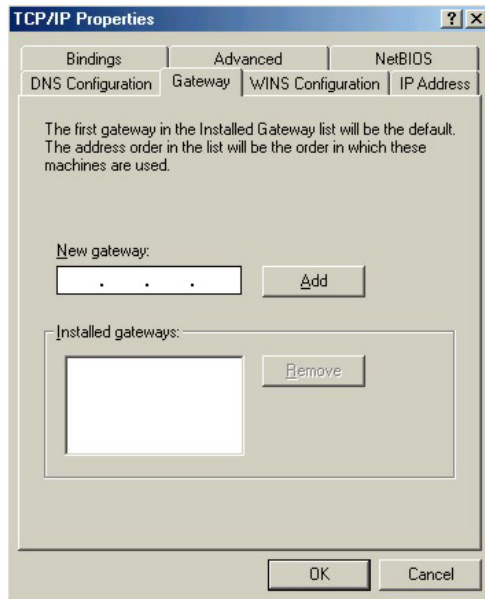 TCP/IP Properties
Bindings
Advanced
NetBIOS
DNS Configuration
Gateway
WINS Configuration
IP Address
The first gateway in the Installed Gateway list will be the default.
The address order in the list will be the order in which these
machines are used.
New gateway:
. . .
Add
Installed gateways:
Remove
OK
Cancel